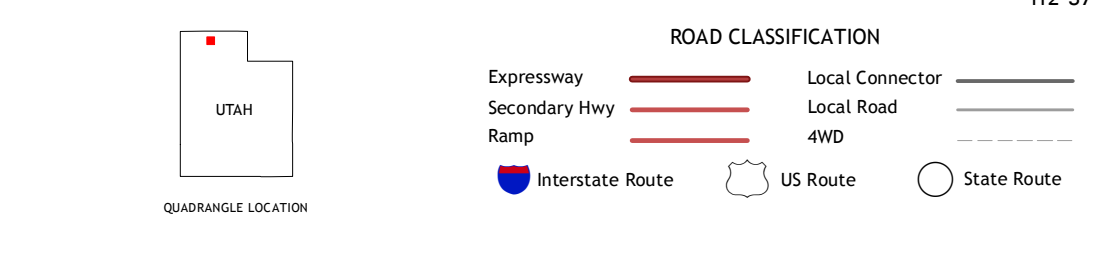 ROAD CLASSIFICATION
Expressway
Local Connector
Secondary Hwy
Local Road
Ramp
4WD
Interstate Route
US Route
State Route
UTAH
QUADRANGLE LOCATION